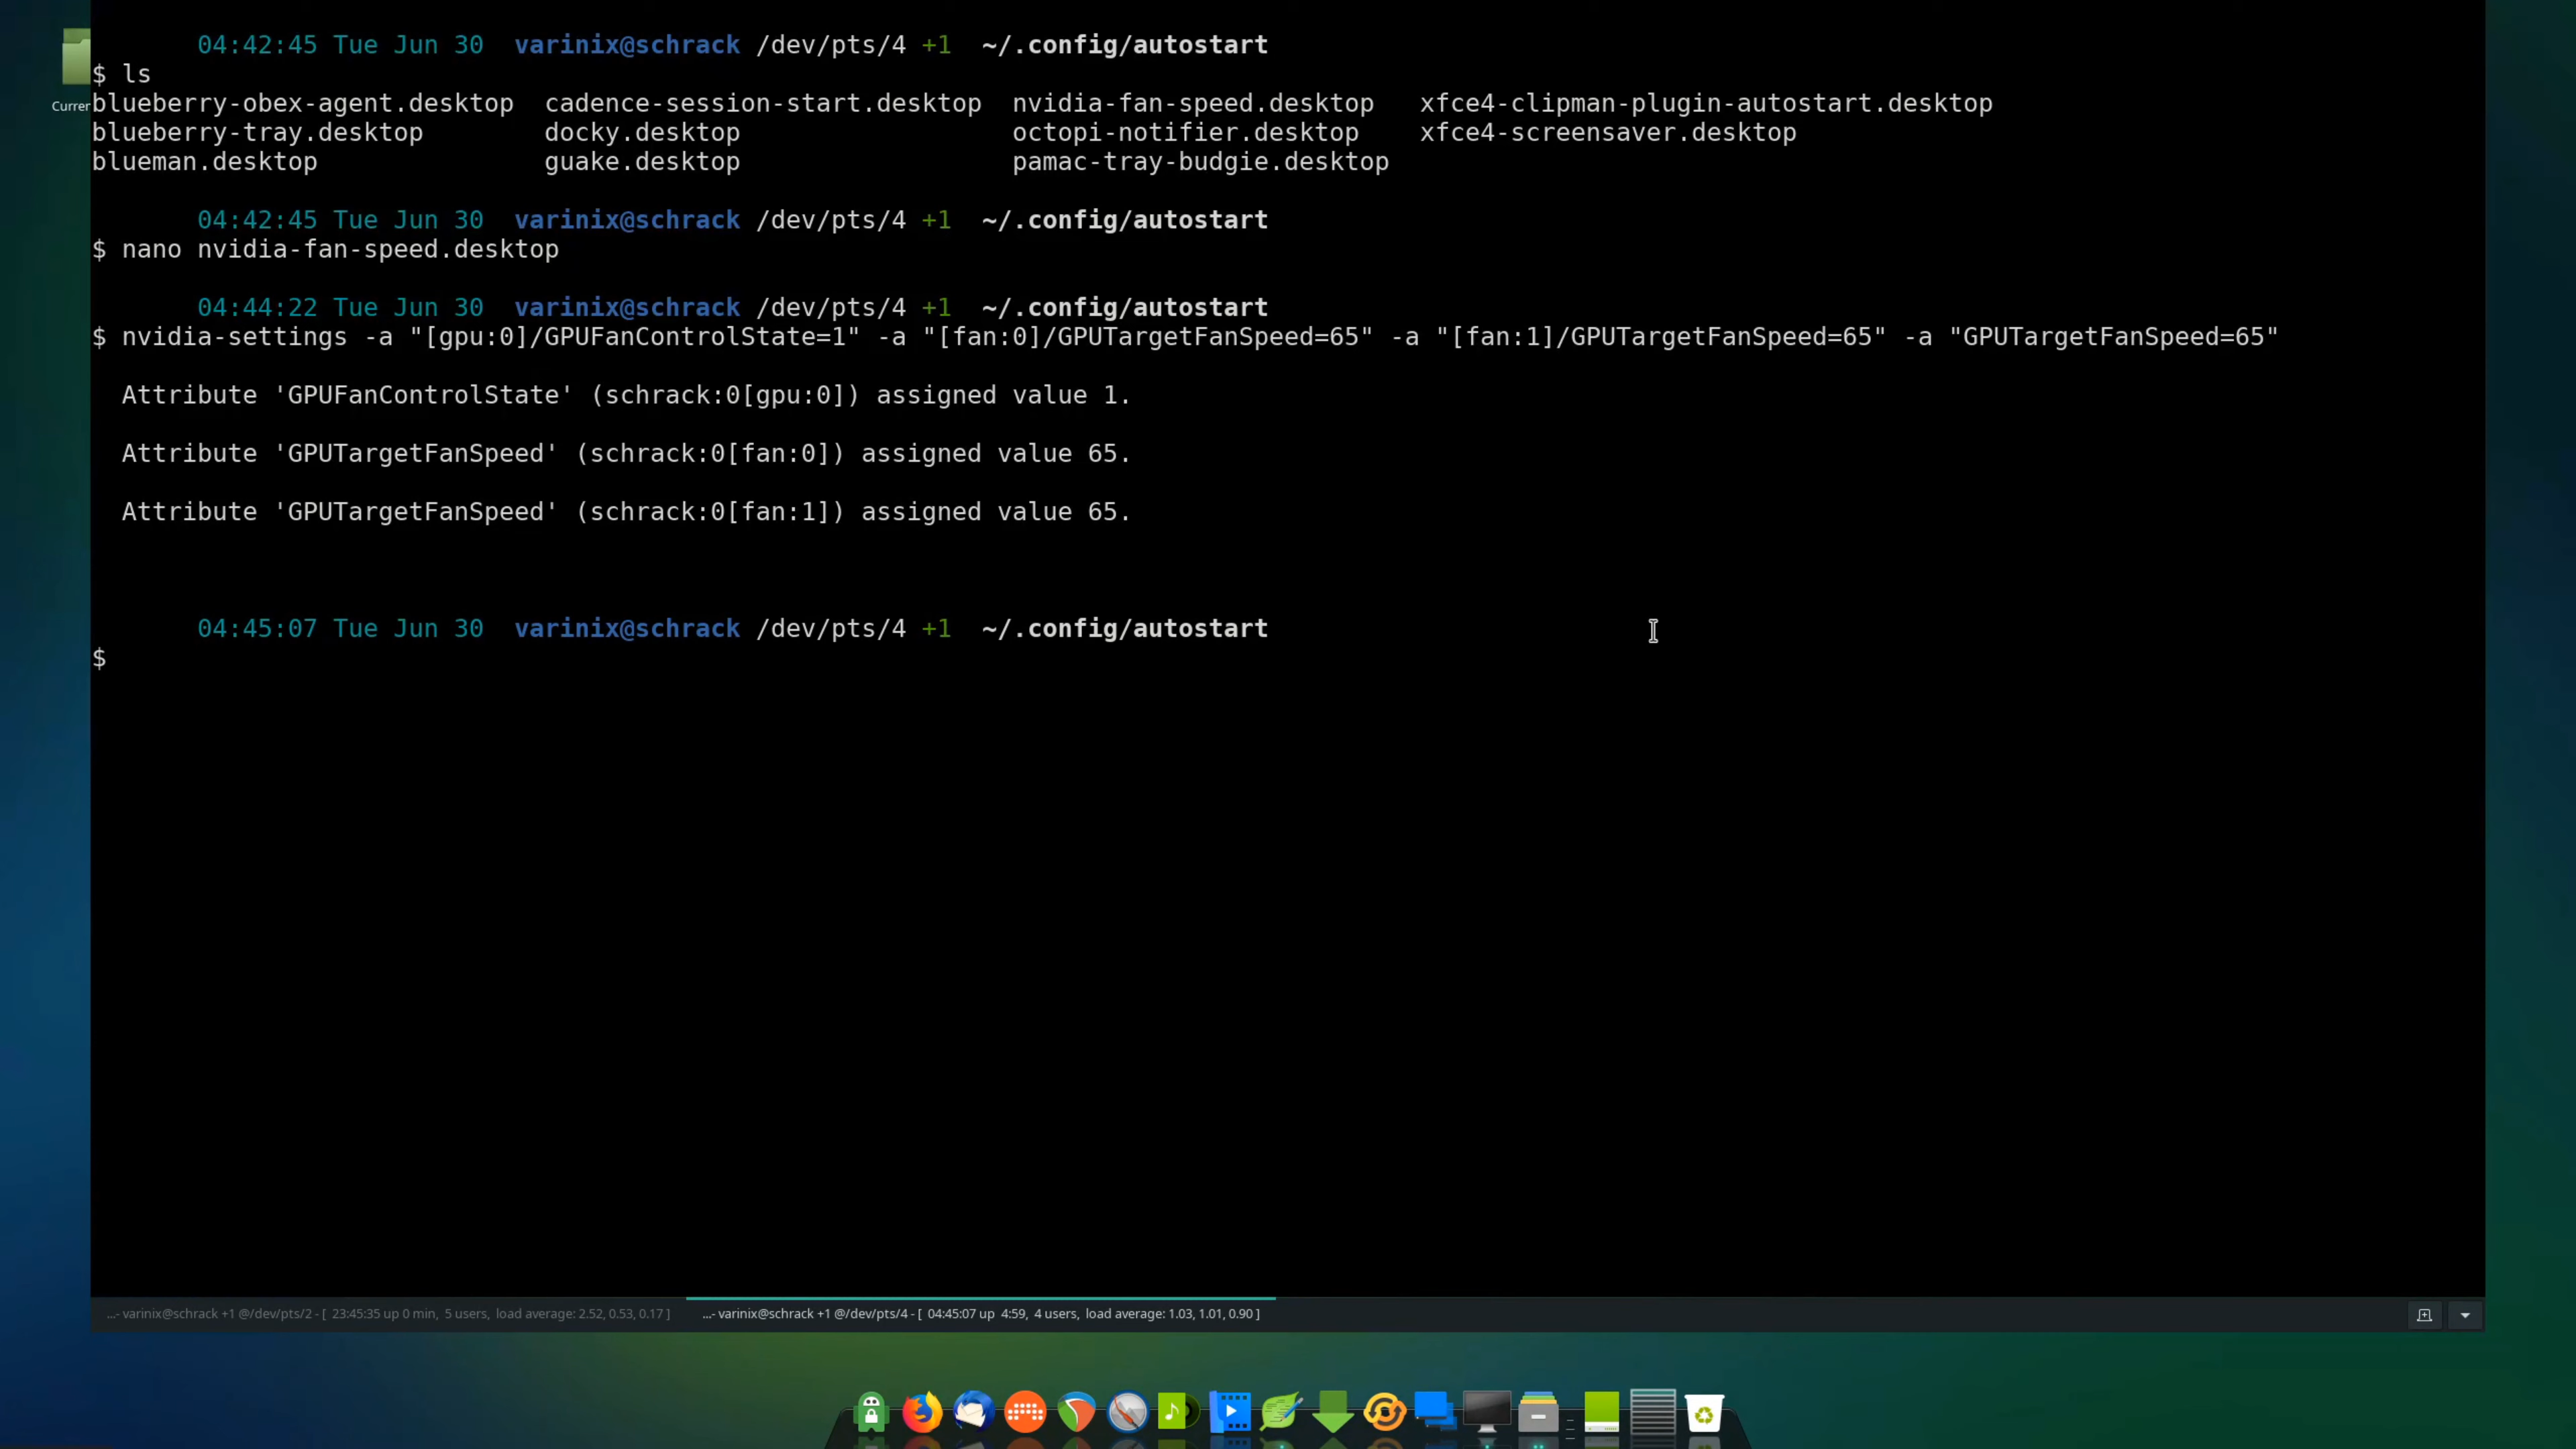 04:42:45 Tue Jun 30 varinix@schrack /dev/pts/4 +1 ~/.config/autostart
$ ls
Curren
blueberry-obex-agent.desktop cadence-session-start.desktop nvidia-fan-speed.desktop xfce4-clipman-plugin-autostart.desktop
blueberry-tray.desktop docky.desktop octopi-notifier.desktop xfce4-screensaver.desktop
blueman.desktop guake.desktop pamac-tray-budgie.desktop
04:42:45 Tue Jun 30 varinix@schrack /dev/pts/4 +1 ~/.config/autostart
$ nano nvidia-fan-speed.desktop
04:44:22 Tue Jun 30 varinix@schrack /dev/pts/4 +1 ~/.config/autostart
$ nvidia-settings -a "[gpu:0]/GPUFanControlState=1" -a "[fan:0]/GPUTargetFanSpeed=65" -a "[fan:1]/GPUTargetFanSpeed=65" -a "GPUTargetFanSpeed=65"
Attribute 'GPUFanControlState' (schrack:0[gpu:0]) assigned value 1.
Attribute 'GPUTargetFanSpeed' (schrack:0[fan:0]) assigned value 65.
Attribute 'GPUTargetFanSpeed' (schrack:0[fan:1]) assigned value 65.
04:45:07 Tue Jun 30 varinix@schrack /dev/pts/4 +1 ~/.config/autostart
$
...- varinix@schrack +1 @/dev/pts/2 - [ 23:45:35 up 0 min, 5 users, load average: 2.52, 0.53, 0.17 ]
...- varinix@schrack +1 @/dev/pts/4 - [ 04:45:07 up 4:59, 4 users, load average: 1.03, 1.01, 0.90 ]